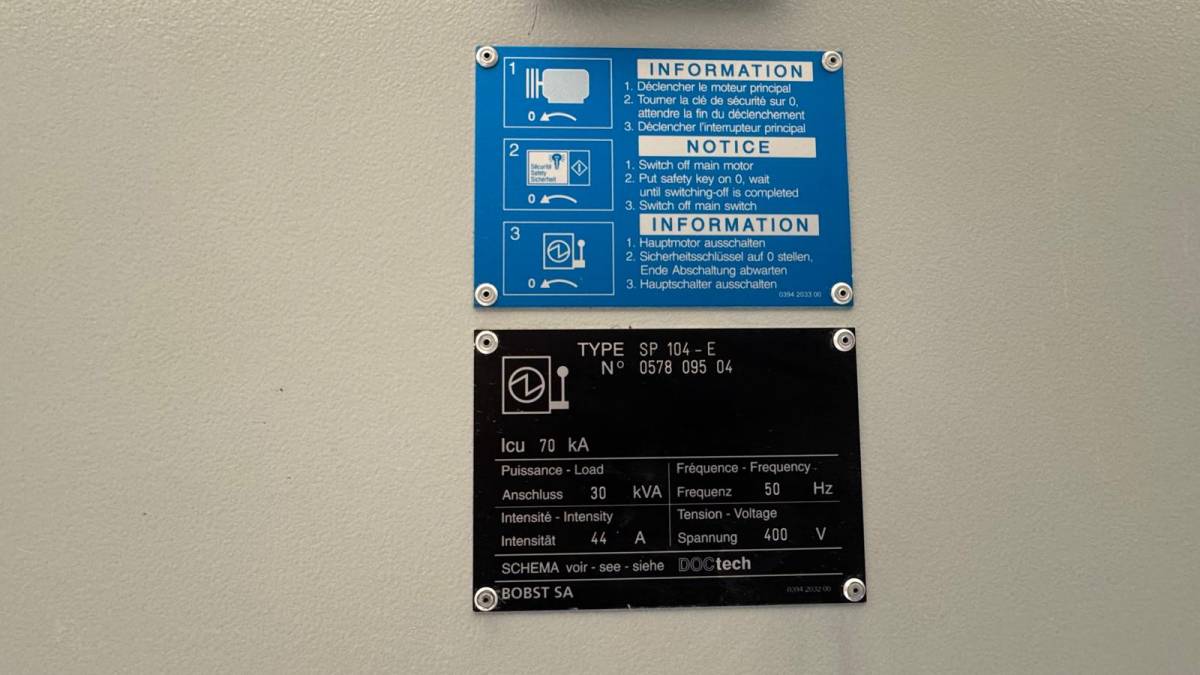 1
0
2
Sécurité
Safety
Sicherheit
0
3
0
INFORMATION
1. Déclencher le moteur principal
2. Tourner la clé de sécurité sur 0,
attendre la fin du déclenchement
3. Déclencher l'interrupteur principal
NOTICE
1. Switch off main motor
2. Put safety key on 0, wait
until switching-off is completed
3. Switch off main switch
INFORMATION
1. Hauptmotor ausschalten
2. Sicherheitsschlüssel auf 0 stellen,
Ende Abschaltung abwarten
3. Hauptschalter ausschalten
0394 2033 00
TYPE SP 104 - E
N° 0578 095 04
Icu 70 kA
Puissance - Load
Anschluss 30 kVA
Fréquence - Frequency
Frequenz 50 Hz
Intensité - Intensity
Intensität 44 A
Tension - Voltage
Spannung 400 V
SCHEMA voir - see - siehe DOCtech
BOBST SA
0394 2032 00